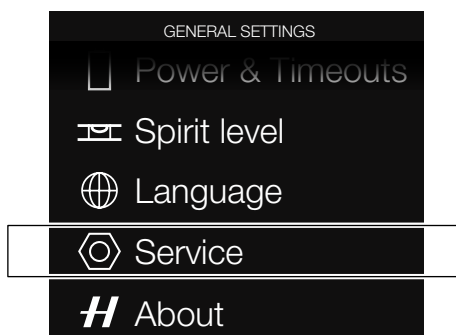 GENERAL SETTINGS
Power & Timeouts
Spirit level
Language
Service
About